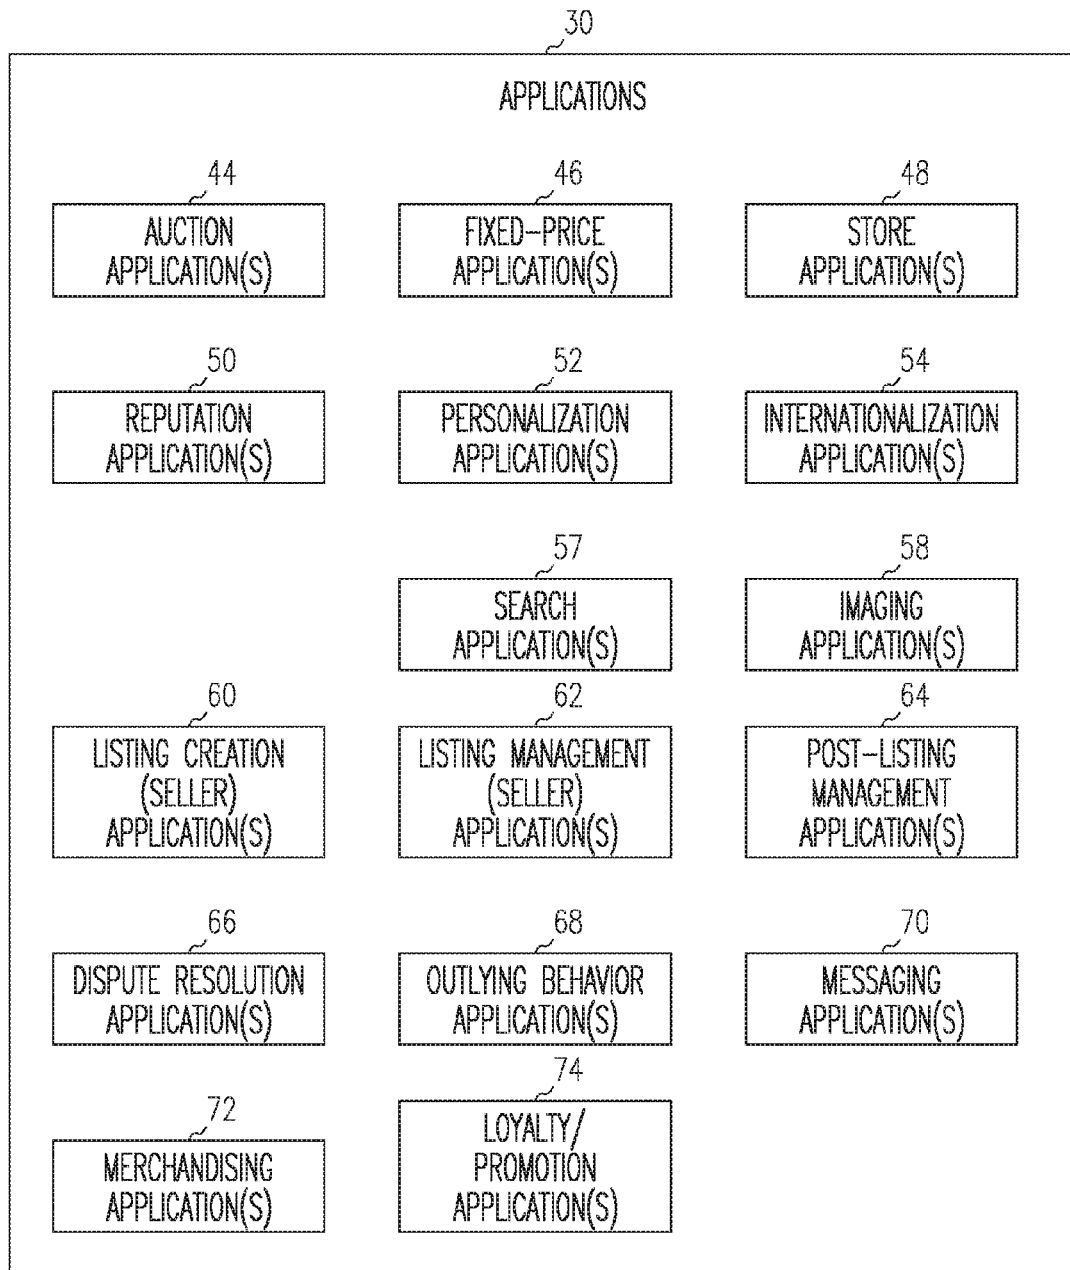 30
APPLICATIONS
44
AUCTION
APPLICATION(S)
46
FIXED-PRICE
APPLICATION(S)
48
STORE
APPLICATION(S)
50
REPUTATION
APPLICATION(S)
52
PERSONALIZATION
APPLICATION(S)
54
INTERNATIONALIZATION
APPLICATION(S)
57
SEARCH
APPLICATION(S)
58
IMAGING
APPLICATION(S)
60
LISTING CREATION
(SELLER)
APPLICATION(S)
62
LISTING MANAGEMENT
(SELLER)
APPLICATION(S)
64
POST-LISTING
MANAGEMENT
APPLICATION(S)
66
DISPUTE RESOLUTION
APPLICATION(S)
68
OUTLYING BEHAVIOR
APPLICATION(S)
70
MESSAGING
APPLICATION(S)
72
MERCHANDISING
APPLICATION(S)
74
LOYALTY/
PROMOTION
APPLICATION(S)